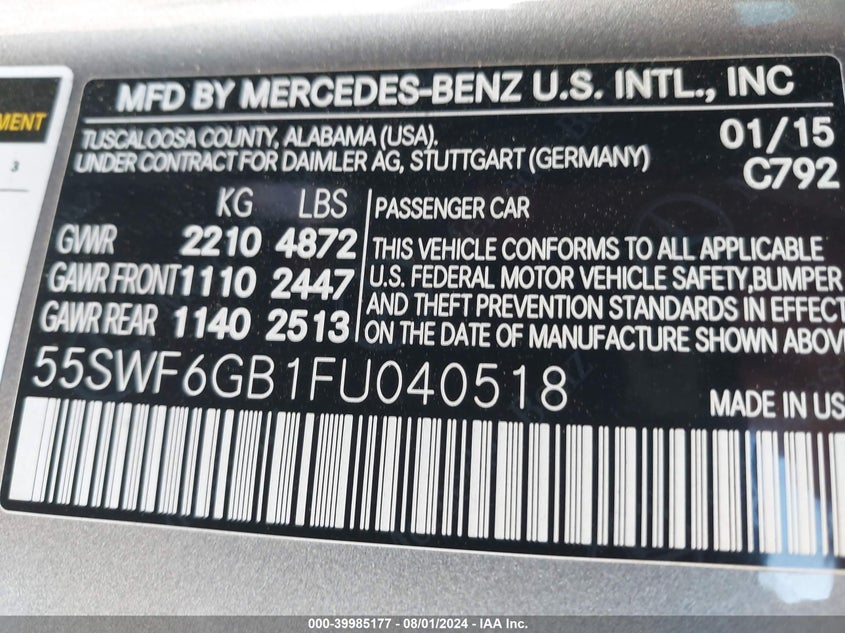 MENT
3
MFD BY MERCEDES-BENZ U.S. INTL., INC
TUSCALOOSA COUNTY, ALABAMA (USA). 01/15
UNDER CONTRACT FOR DAIMLER AG, STUTTGART (GERMANY) C792
KG LBS
GVWR 2210 4872
GAWR FRONT 1110 2447
GAWR REAR 1140 2513
PASSENGER CAR
THIS VEHICLE CONFORMS TO ALL APPLICABLE
U.S. FEDERAL MOTOR VEHICLE SAFETY,BUMPER
AND THEFT PREVENTION STANDARDS IN EFFECT
ON THE DATE OF MANUFACTURE SHOWN ABOVE
55SWF6GB1FU040518
MADE IN US
000-39985177 - 08/01/2024 - IAA Inc.